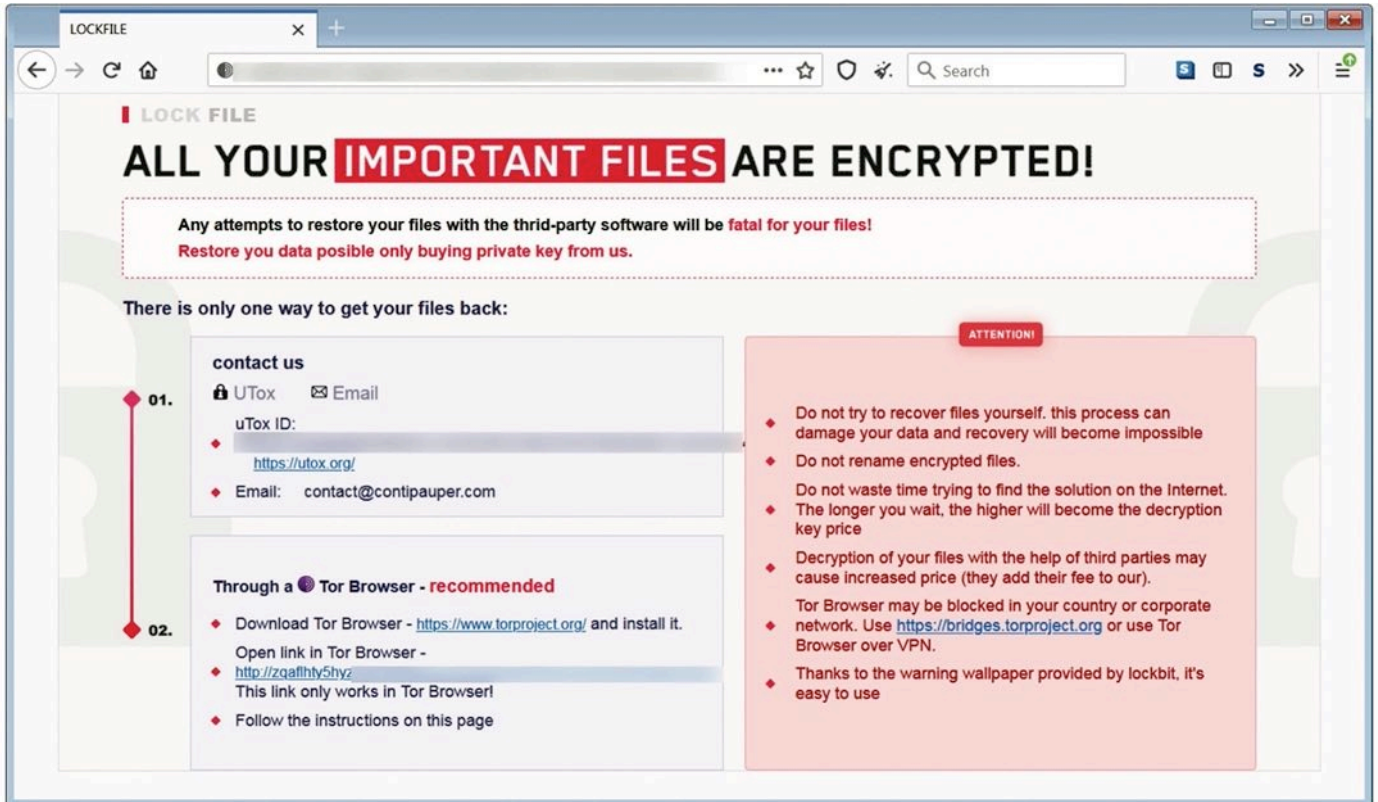 LOCKFILE
Search
LOCK FILE
ALL YOUR IMPORTANT FILES ARE ENCRYPTED!
Any attempts to restore your files with the thrid-party software will be fatal for your files!
Restore you data posible only buying private key from us.
There is only one way to get your files back:
01.
contact us
UTox Email
uTox ID:
https://utox.org/
Email: contact@contipauper.com
02.
Through a Tor Browser - recommended
Download Tor Browser - https://www.torproject.org/ and install it.
Open link in Tor Browser -
http://zqaflhty5hyz
This link only works in Tor Browser!
Follow the instructions on this page
ATTENTION!
Do not try to recover files yourself. this process can
damage your data and recovery will become impossible
Do not rename encrypted files.
Do not waste time trying to find the solution on the Internet.
The longer you wait, the higher will become the decryption
key price
Decryption of your files with the help of third parties may
cause increased price (they add their fee to our).
Tor Browser may be blocked in your country or corporate
network. Use https://bridges.torproject.org or use Tor
Browser over VPN.
Thanks to the warning wallpaper provided by lockbit, it's
easy to use